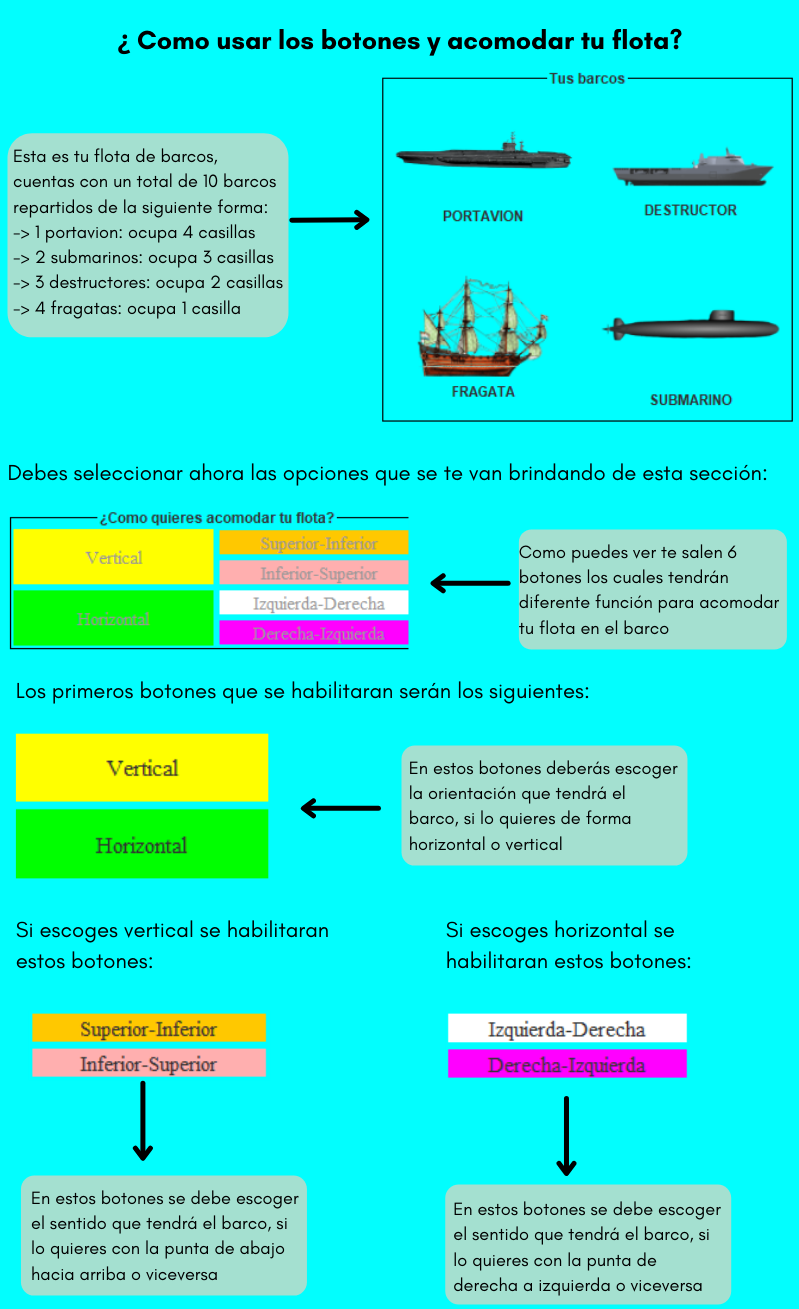 ¿ Como usar los botones y acomodar tu flota?
Tus barcos
Esta es tu flota de barcos,
cuentas con un total de 10 barcos
repartidos de la siguiente forma:
-> 1 portavion: ocupa 4 casillas
-> 2 submarinos: ocupa 3 casillas
-> 3 destructores: ocupa 2 casillas
-> 4 fragatas: ocupa 1 casilla
PORTAVION
DESTRUCTOR
FRAGATA
SUBMARINO
Debes seleccionar ahora las opciones que se te van brindando de esta sección:
¿Como quieres acomodar tu flota?
Vertical
Horizontal
Superior-Inferior
Inferior-Superior
Izquierda-Derecha
Derecha-Izquierda
Como puedes ver te salen 6
botones los cuales tendrán
diferente función para acomodar
tu flota en el barco
Los primeros botones que se habilitaran serán los siguientes:
Vertical
Horizontal
En estos botones deberás escoger
la orientación que tendrá el
barco, si lo quieres de forma
horizontal o vertical
Si escoges vertical se habilitaran
estos botones:
Superior-Inferior
Inferior-Superior
En estos botones se debe escoger
el sentido que tendrá el barco, si
lo quieres con la punta de abajo
hacia arriba o viceversa
Si escoges horizontal se
habilitaran estos botones:
Izquierda-Derecha
Derecha-Izquierda
En estos botones se debe escoger
el sentido que tendrá el barco, si
lo quieres con la punta de
derecha a izquierda o viceversa